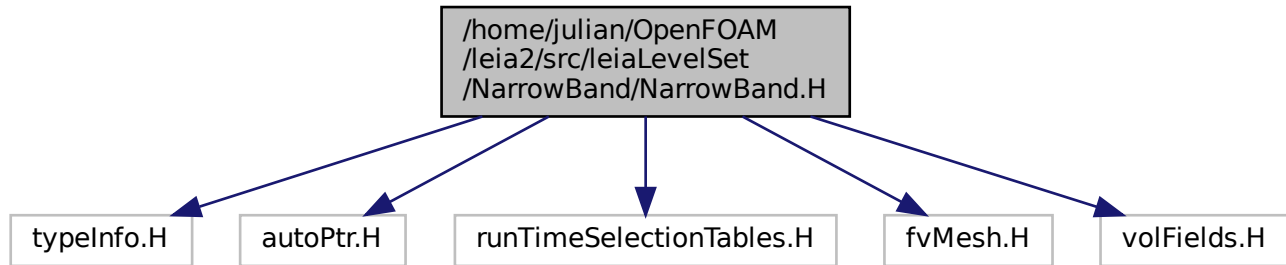 /home/julian/OpenFOAM
/leia2/src/leiaLevelSet
/NarrowBand/NarrowBand.H
typeInfo.H
autoPtr.H
runTimeSelectionTables.H
fvMesh.H
volFields.H